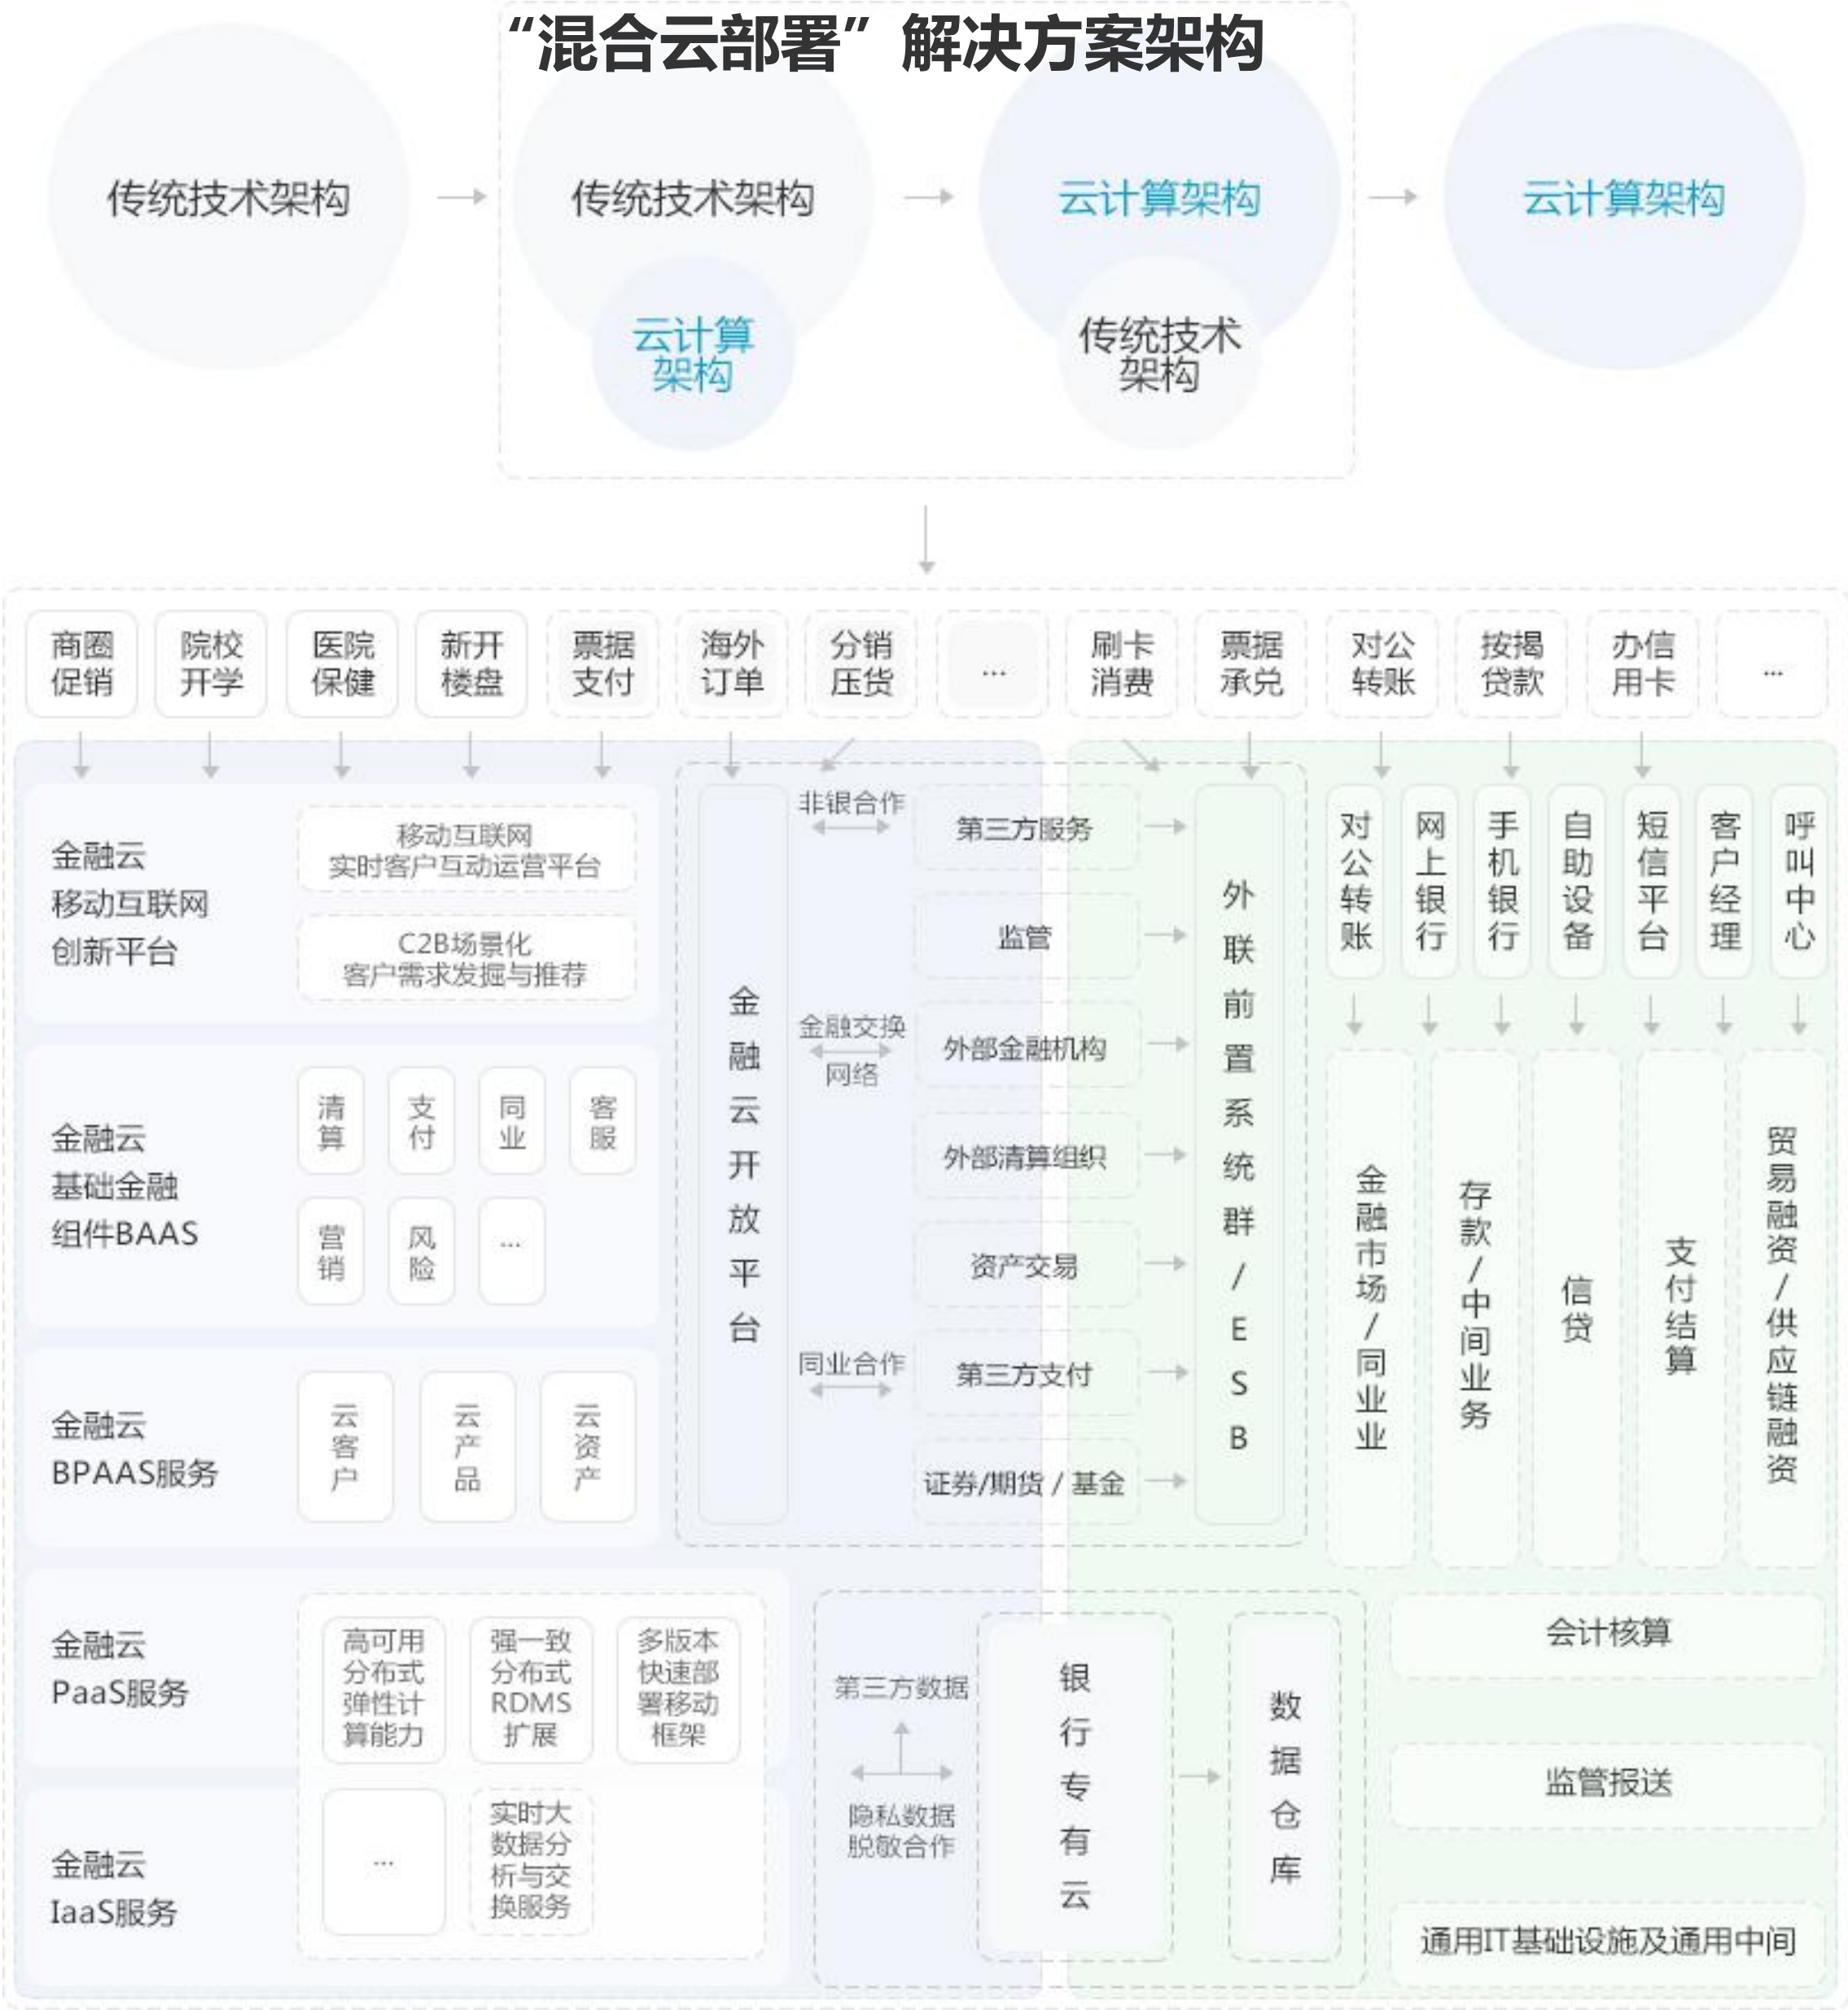 “混合云部署” 解决方案架构
传统技术架构
传统技术架构
云计算架构
云计算架构
云计算
架构
传统技术
架构
商圈
促销
院校
开学
医院
保健
新开
楼盘
票据
支付
海外
订单
分销
压货
...
刷卡
消费
票据
承兑
对公
转账
按揭
贷款
办信
用卡
...
金融云
移动互联网
创新平台
移动互联网
实时客户互动运营平台
C2B场景化
客户需求发掘与推荐
金融云
基础金融
组件BAAS
清算
支付
同业
客服
营销
风险
...
金融云
BPAAS服务
云客户
云产品
云资产
金融云开放平台
非银合作
金融交换
网络
同业合作
第三方服务
监管
外部金融机构
外部清算组织
资产交易
第三方支付
证券/期货 / 基金
外联前置系统群/ESB
对公转账
网上银行
手机银行
自助设备
短信平台
客户经理
呼叫中心
金融市场/同业业
存款/中间业务
信贷
支付结算
贸易融资/供应链融资
金融云
PaaS服务
高可用
分布式
弹性计
算能力
强一致
分布式
RDMS
扩展
多版本
快速部
署移动
框架
金融云
IaaS服务
...
实时大
数据分
析与交
换服务
第三方数据
隐私数据
脱敏合作
银行专有云
数据仓库
会计核算
监管报送
通用IT基础设施及通用中间